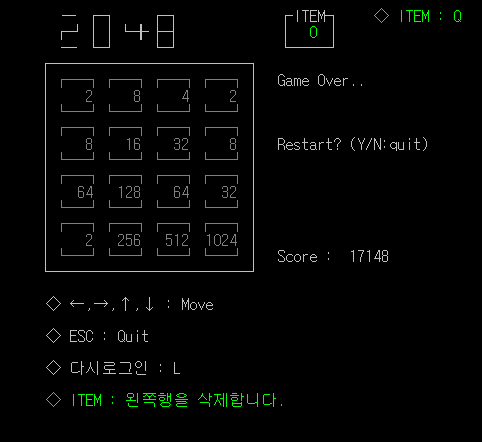 2048 ITEM ◇ ITEM : Q
0
2 8 4 2 Game Over..
8 16 32 8 Restart? (Y/N:quit)
64 128 64 32
2 256 512 1024 Score : 17148
◇ ←,→,↑,↓ : Move
◇ ESC : Quit
◇ 다시로그인 : L
◇ ITEM : 왼쪽행을 삭제합니다.